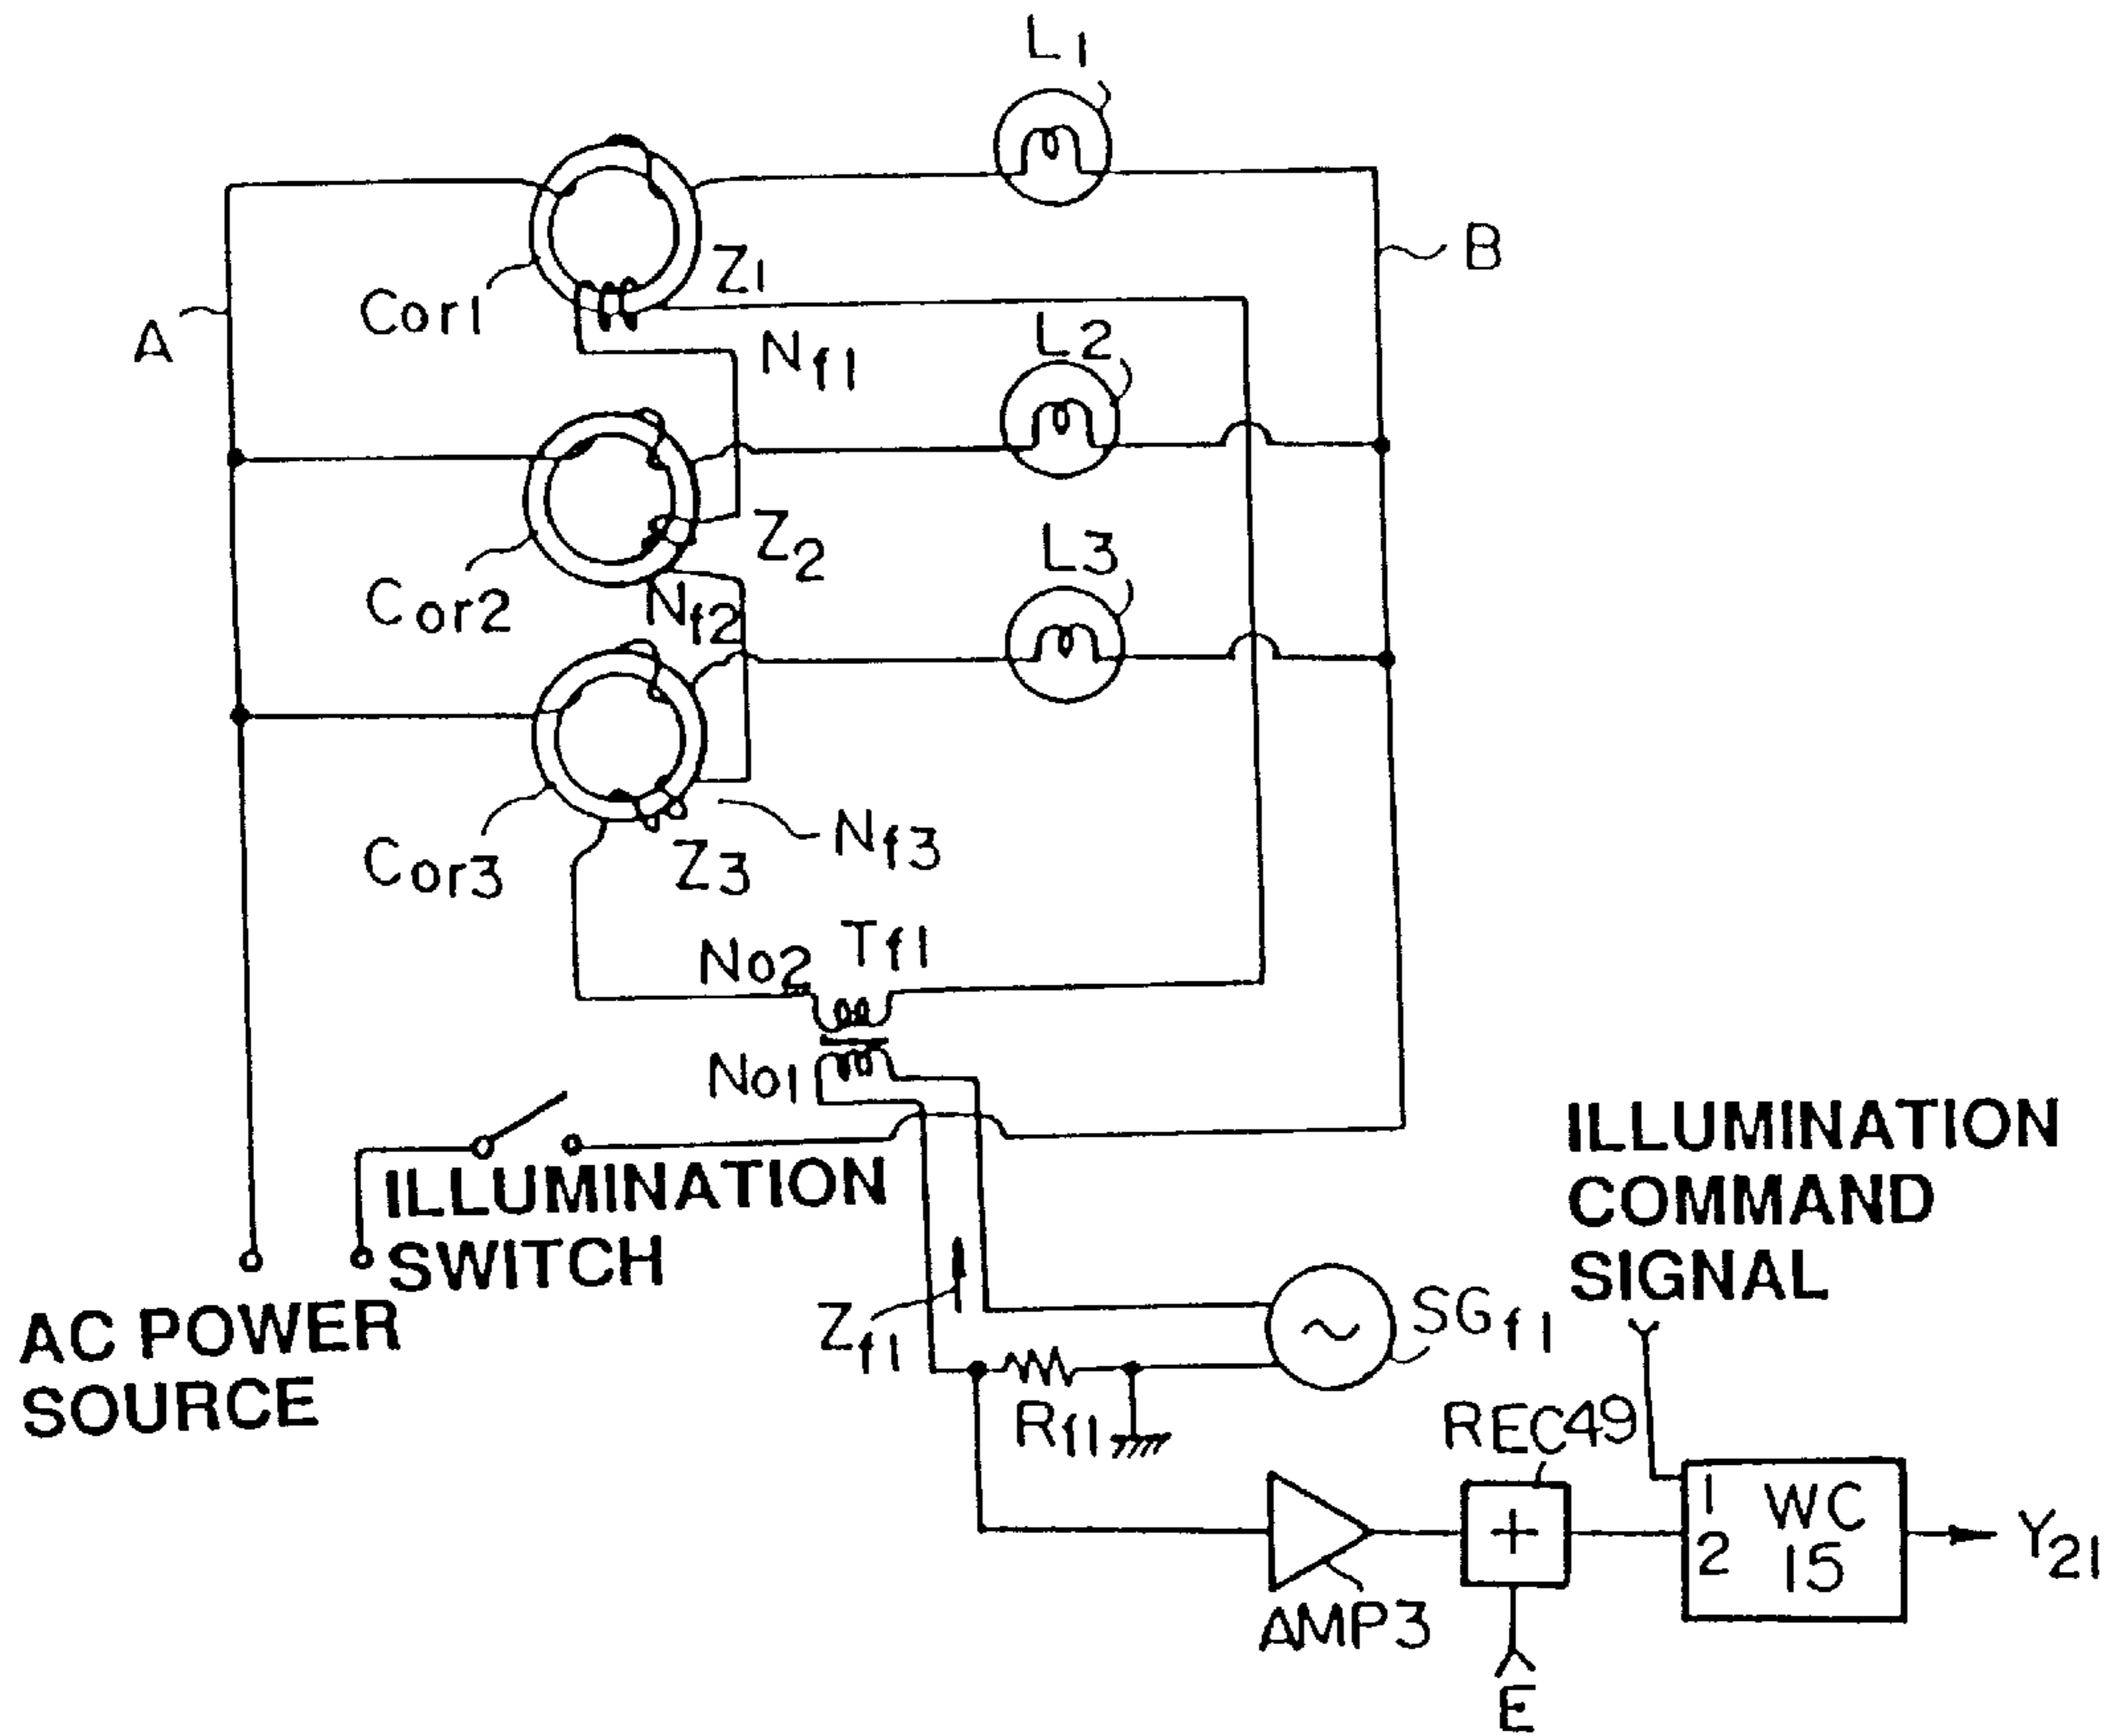 L1
Z1
B
Cor1
A
Nf1
L2
Z2
L3
Cor2
Nf2
Nf3
Cor3
Z3
No2
Tf1
No1
ILLUMINATION
SWITCH
AC POWER
SOURCE
ILLUMINATION
COMMAND
SIGNAL
Zf1
SGf1
Rf1
REC49
1
2
WC
15
Y21
AMP3
E